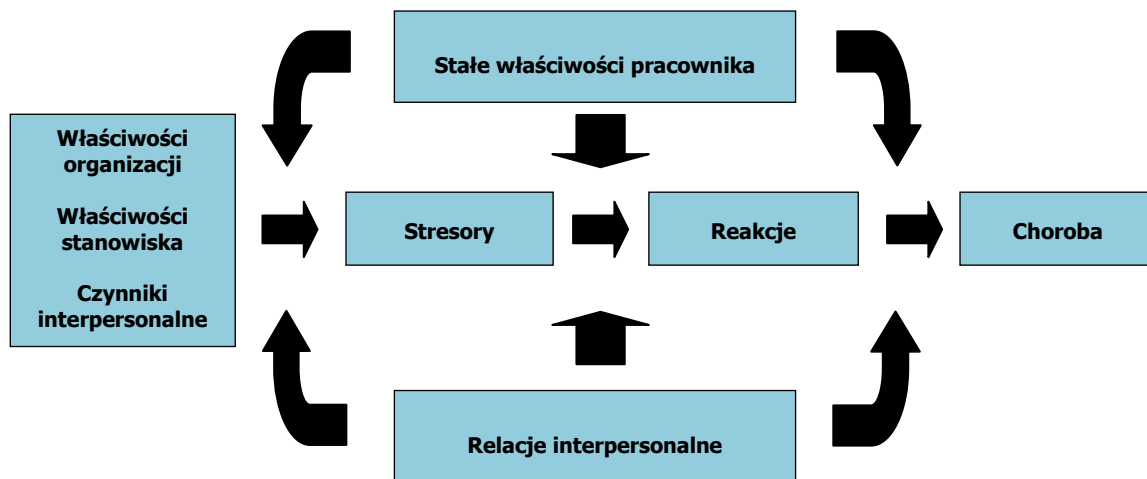 Stałe właściwości pracownika
Właściwości
organizacji
Właściwości
stanowiska
Czynniki
interpersonalne
Stresory
Reakcje
Choroba
Relacje interpersonalne